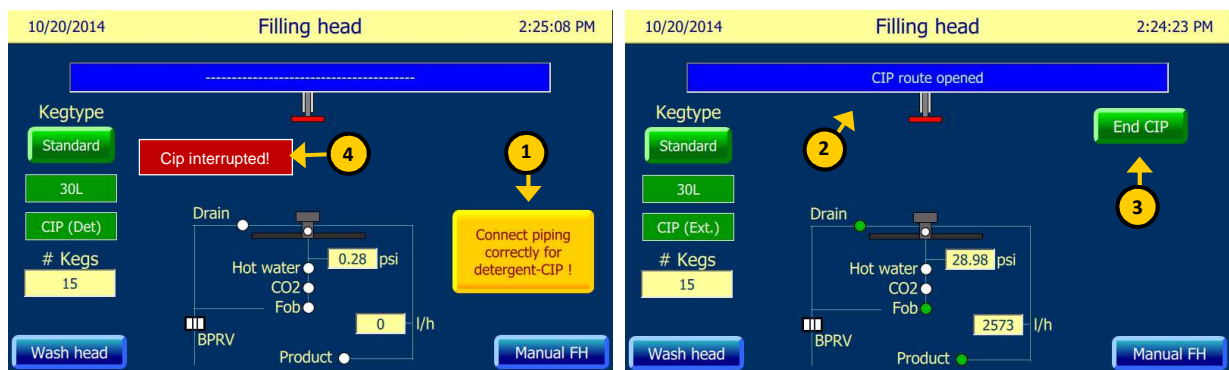 10/20/2014 Filling head 2:25:08 PM
----------------------------------------
Kegtype
Standard
Cip interrupted!
4
1
30L
CIP (Det)
Drain
Connect piping
correctly for
detergent-CIP !
# Kegs
15
Hot water
0.28 psi
CO2
Fob
0 l/h
BPRV
Wash head
Product
Manual FH
10/20/2014 Filling head 2:24:23 PM
CIP route opened
Kegtype
Standard
2
End CIP
3
30L
CIP (Ext.)
Drain
# Kegs
15
Hot water
28.98 psi
CO2
Fob
2573 l/h
BPRV
Wash head
Product
Manual FH